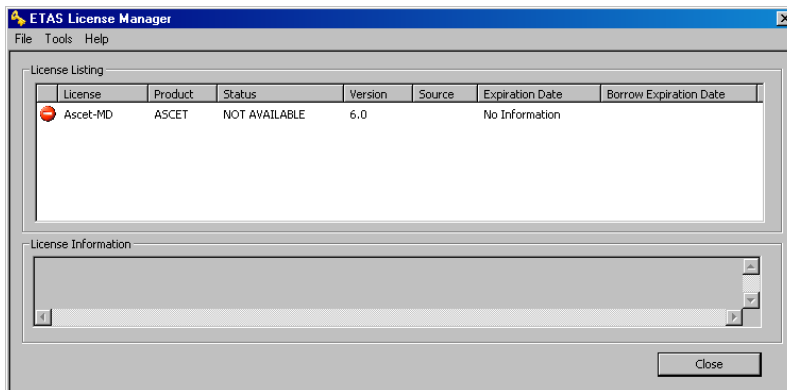 ETAS License Manager
File Tools Help
License Listing
License Product Status Version Source Expiration Date Borrow Expiration Date
Ascet-MD ASCET NOT AVAILABLE 6.0 No Information
License Information
Close